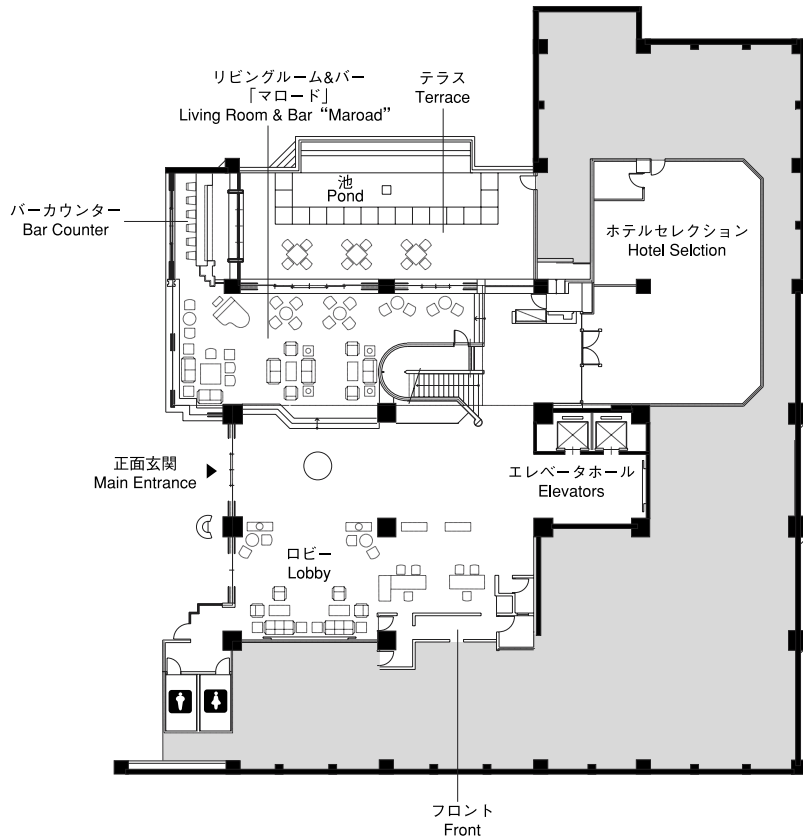 リビングルーム&バー
「マロード」
Living Room & Bar “Maroad”
テラス
Terrace
池
Pond
バーカウンター
Bar Counter
ホテルセレクション
Hotel Selction
正面玄関
Main Entrance
エレベータホール
Elevators
ロビー
Lobby
フロント
Front